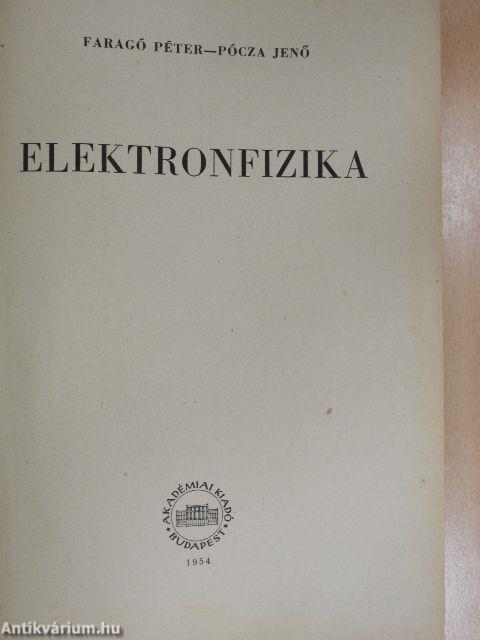 FARAGÓ PÉTER—PÓCZA JENŐ
ELEKTRONFIZIKA
AKADÉMIAI KIADÓ
BUDAPEST
1954
Antikvárium.hu